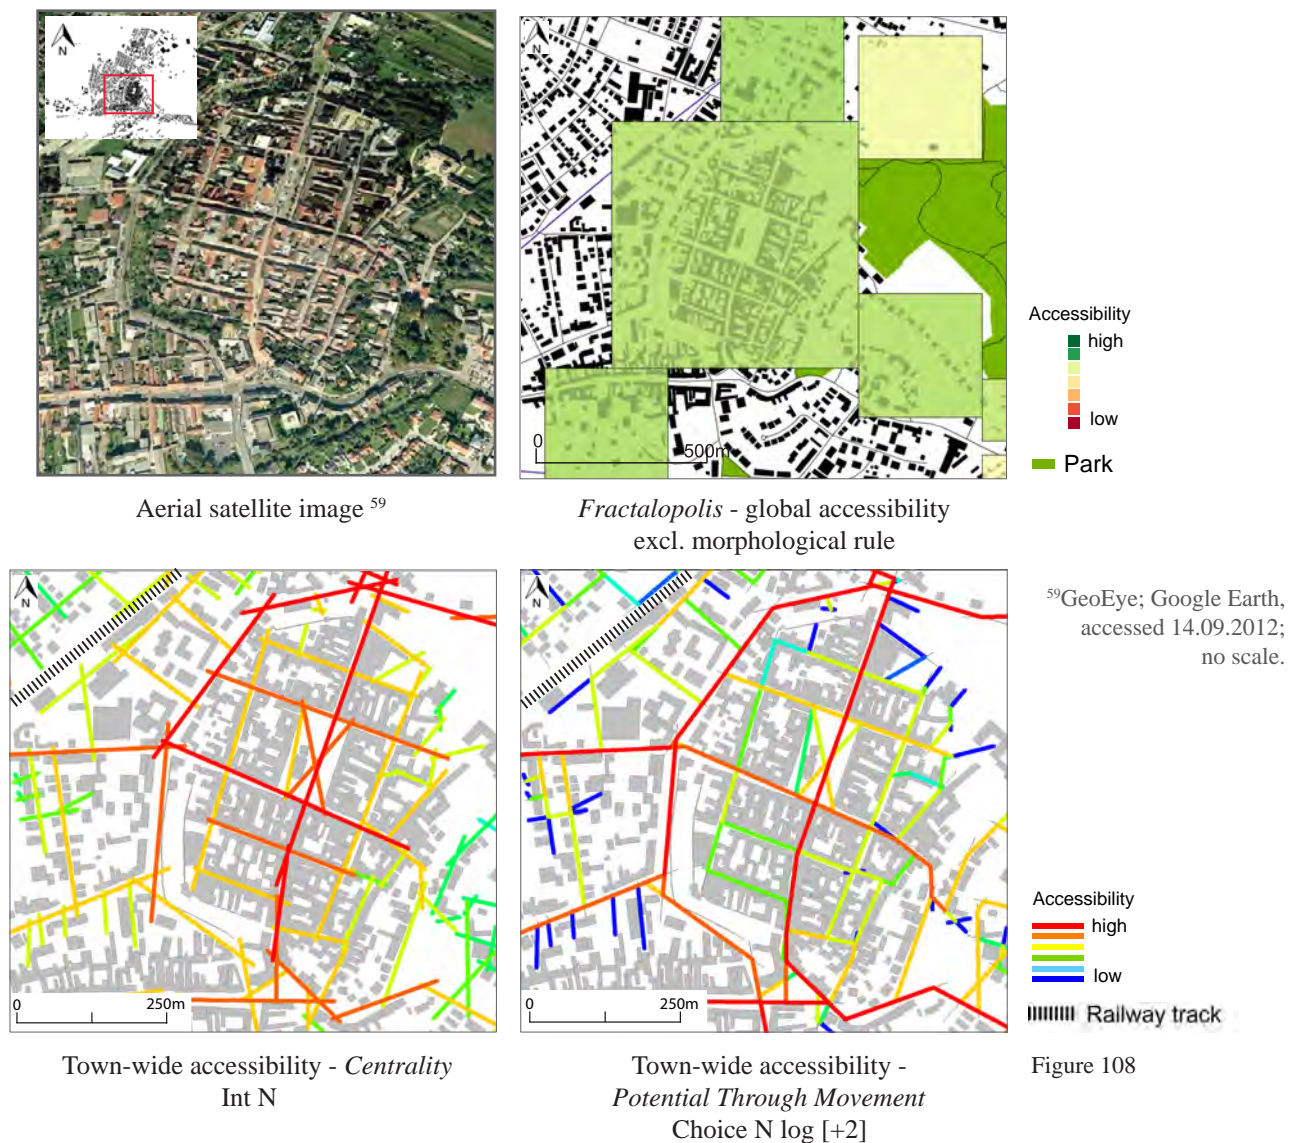 N
N
Aerial satellite image ⁵⁹
0
500m
Fractalopolis - global accessibility
excl. morphological rule
Accessibility
high
low
Park
⁵⁹GeoEye; Google Earth,
accessed 14.09.2012;
no scale.
N
0
250m
Town-wide accessibility - Centrality
Int N
N
0
250m
Town-wide accessibility -
Potential Through Movement
Choice N log [+2]
Accessibility
high
low
Railway track
Figure 108